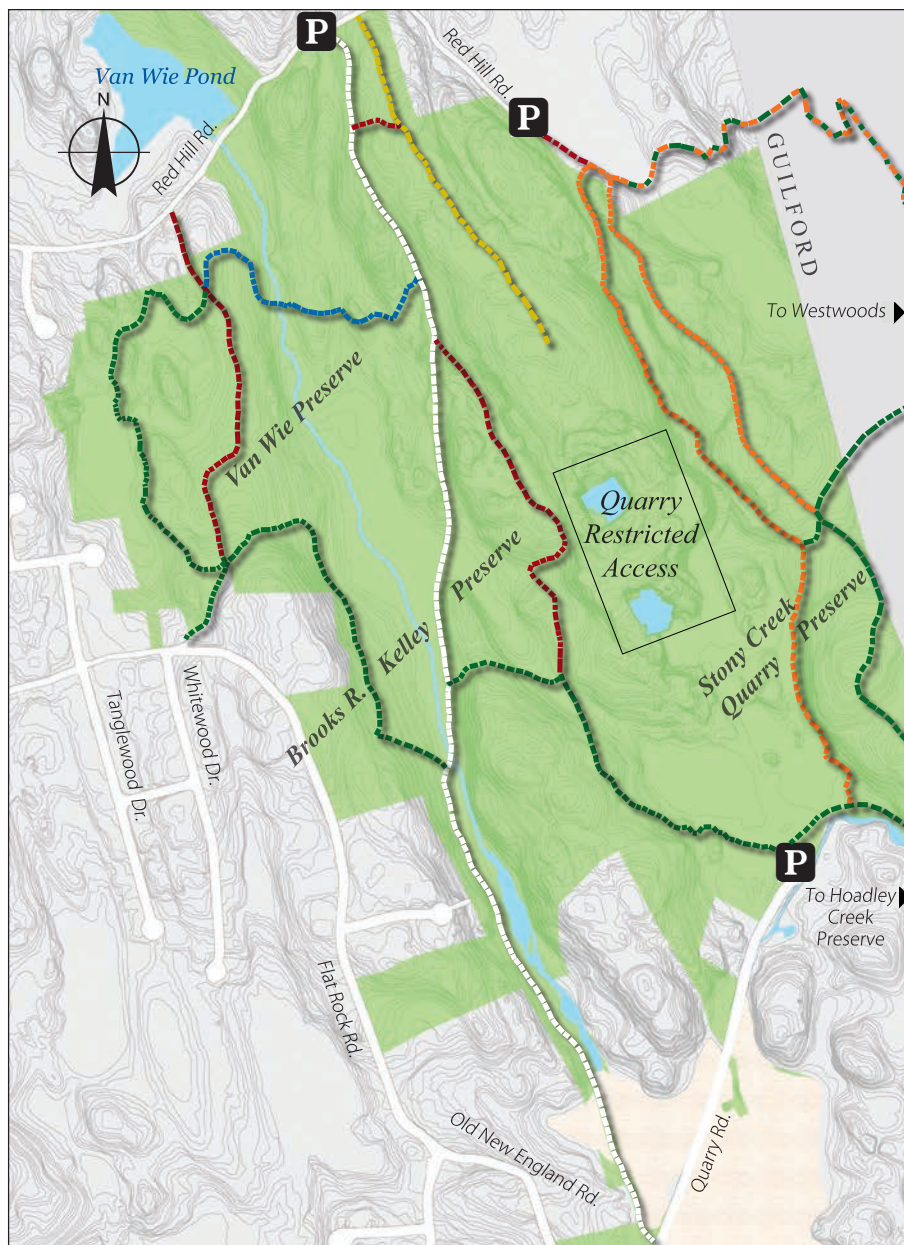 P
Red Hill Rd.
Van Wie Pond
N
P
Red Hill Rd.
GUILFORD
To Westwoods
Van Wie Preserve
Quarry
Restricted
Access
Brooks R. Kelley Preserve
Stony Creek
Quarry Preserve
Whitewood Dr.
Tanglewood Dr.
P
To Hoadley
Creek
Preserve
Flat Rock Rd.
Old New England Rd.
Quarry Rd.